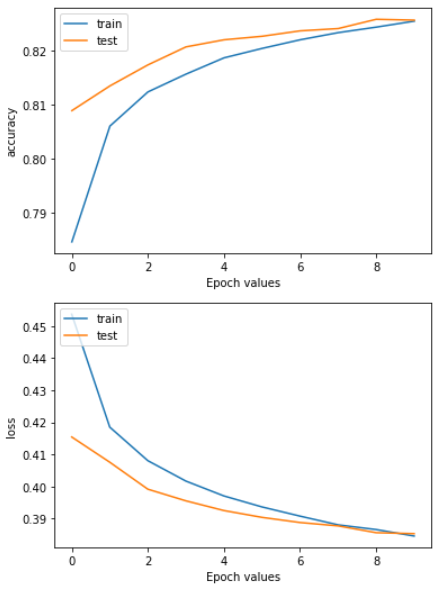 train
test
0.82
0.81
0.80
0.79
accuracy
0 2 4 6 8
Epoch values
train
test
0.45
0.44
0.43
0.42
0.41
0.40
0.39
loss
0 2 4 6 8
Epoch values